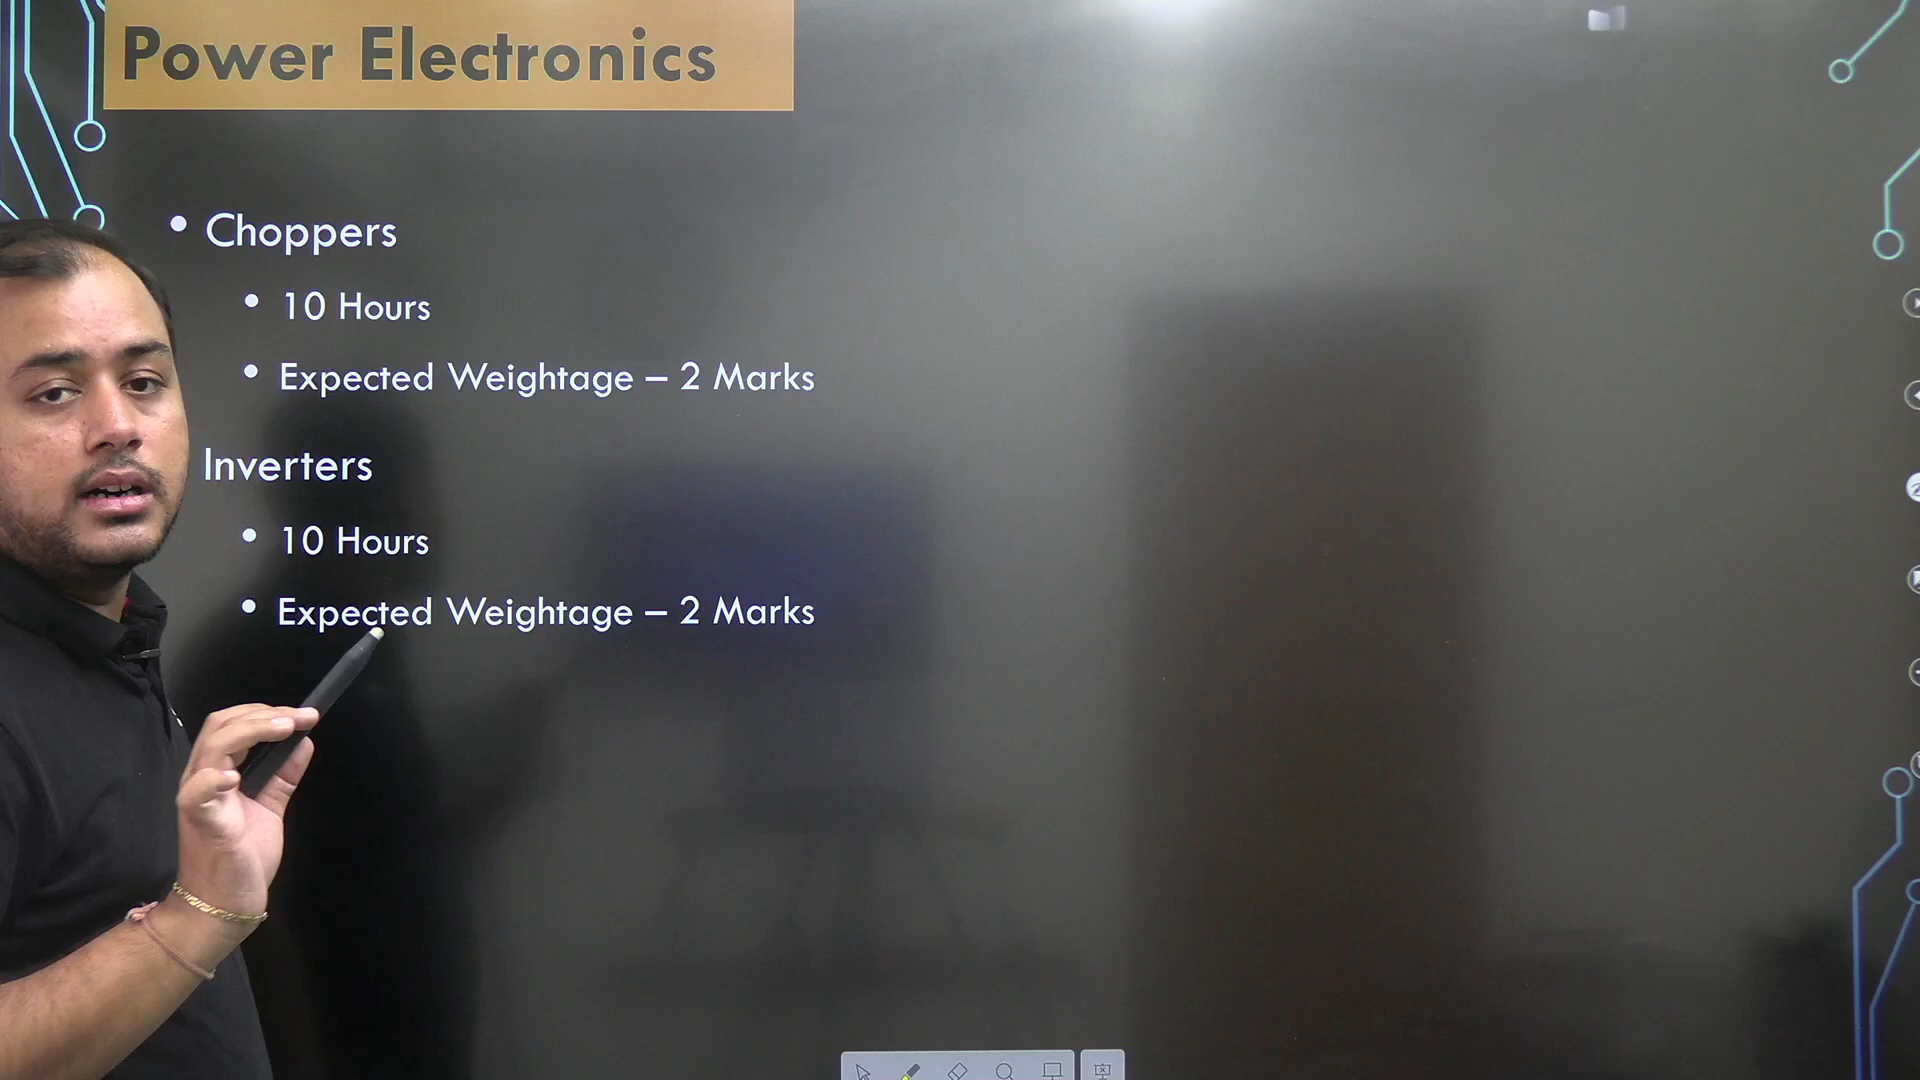 Power Electronics
Choppers
10 Hours
Expected Weightage – 2 Marks
Inverters
10 Hours
Expected Weightage – 2 Marks